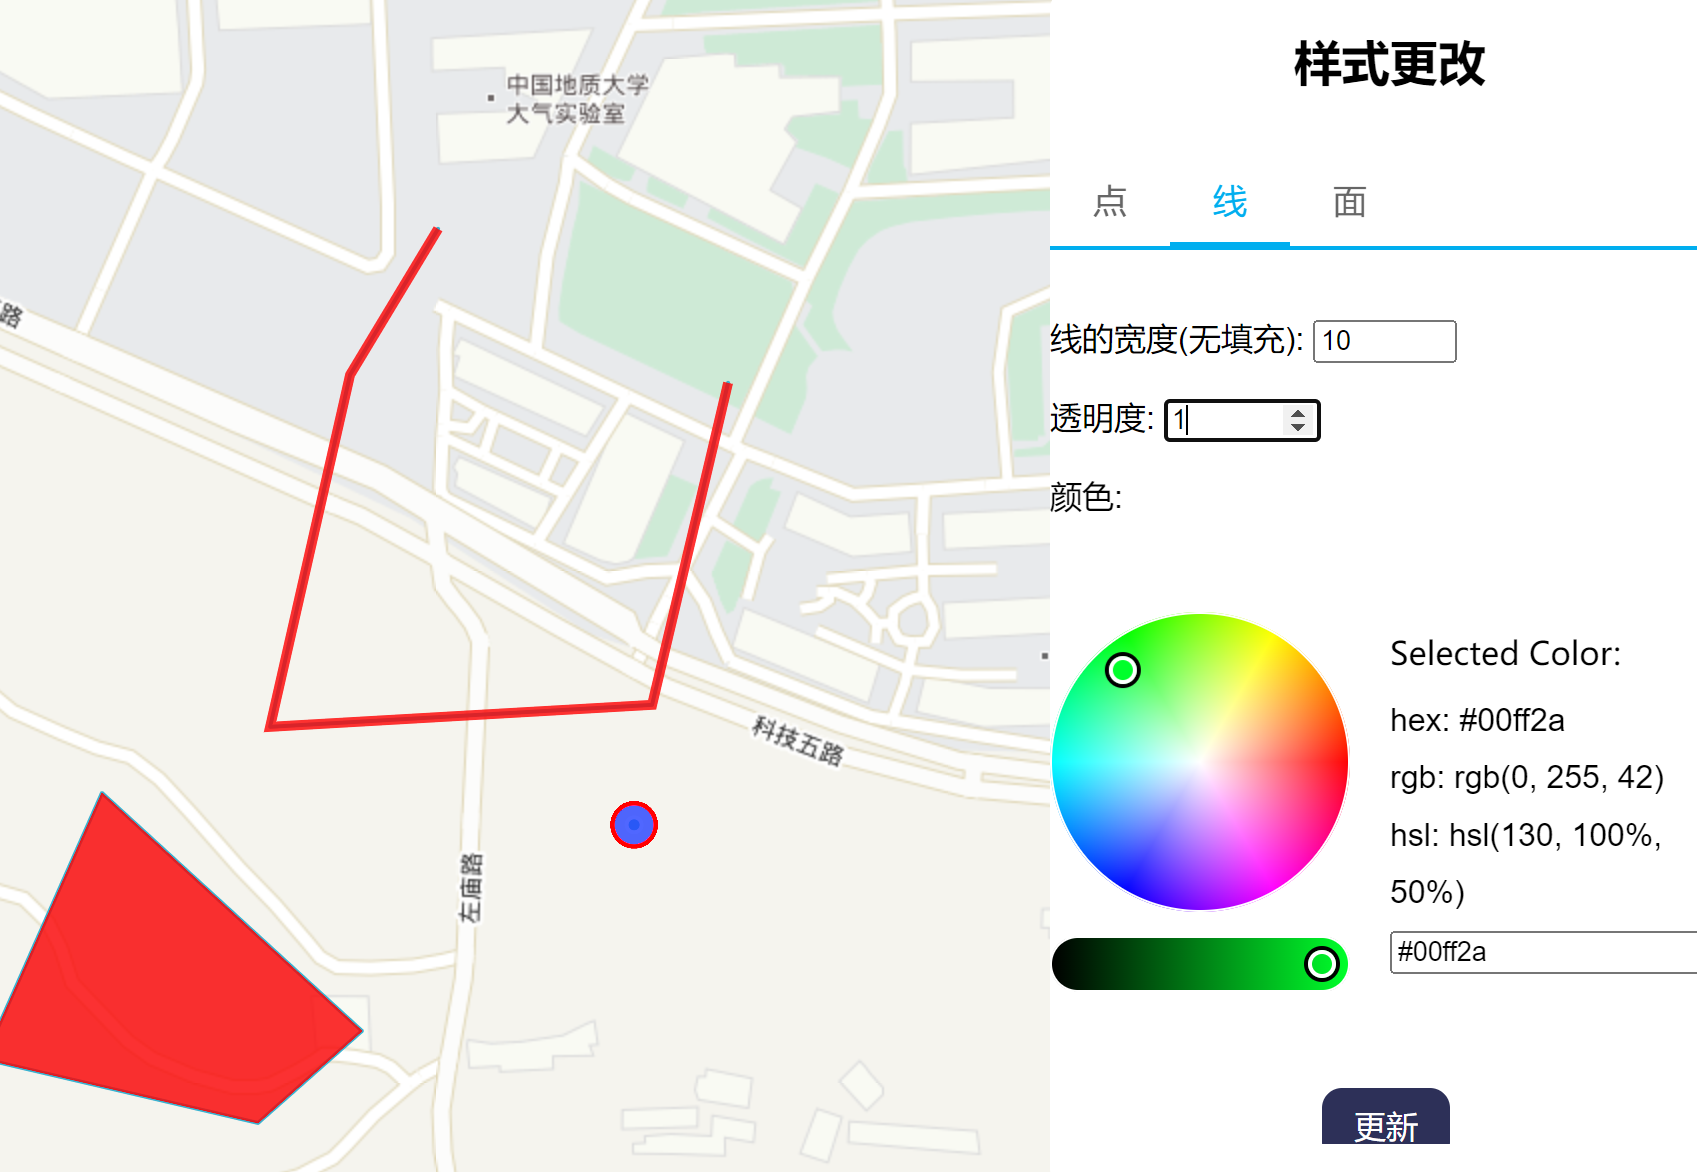 中国地质大学
大气实验室
路
科技五路
左庙路
样式更改
点 线 面
线的宽度(无填充): 10
透明度: 1
颜色:
Selected Color:
hex: #00ff2a
rgb: rgb(0, 255, 42)
hsl: hsl(130, 100%,
50%)
#00ff2a
更新